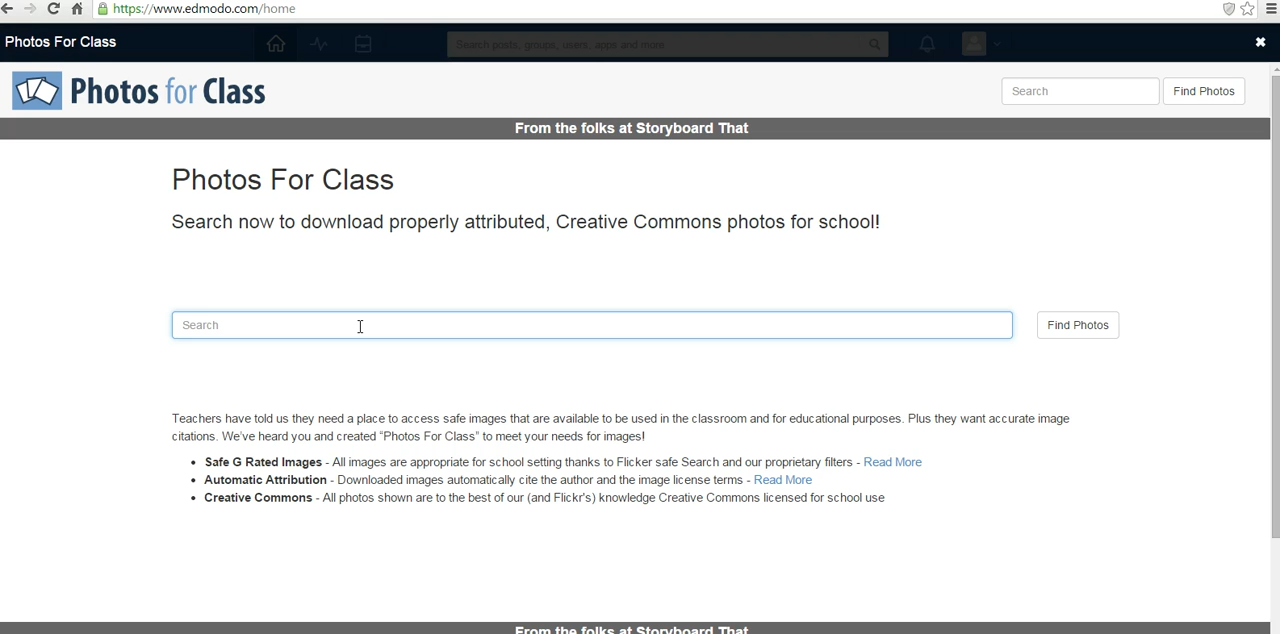 https://www.edmodo.com/home
Photos For Class
Search posts, groups, users, apps and more
Photos for Class
Search
Find Photos
From the folks at Storyboard That
Photos For Class
Search now to download properly attributed, Creative Commons photos for school!
Search
Find Photos
Teachers have told us they need a place to access safe images that are available to be used in the classroom and for educational purposes. Plus they want accurate image
citations. We've heard you and created "Photos For Class" to meet your needs for images!
• Safe G Rated Images - All images are appropriate for school setting thanks to Flicker safe Search and our proprietary filters - Read More
• Automatic Attribution - Downloaded images automatically cite the author and the image license terms - Read More
• Creative Commons - All photos shown are to the best of our (and Flickr's) knowledge Creative Commons licensed for school use
From the folks at Storyboard That